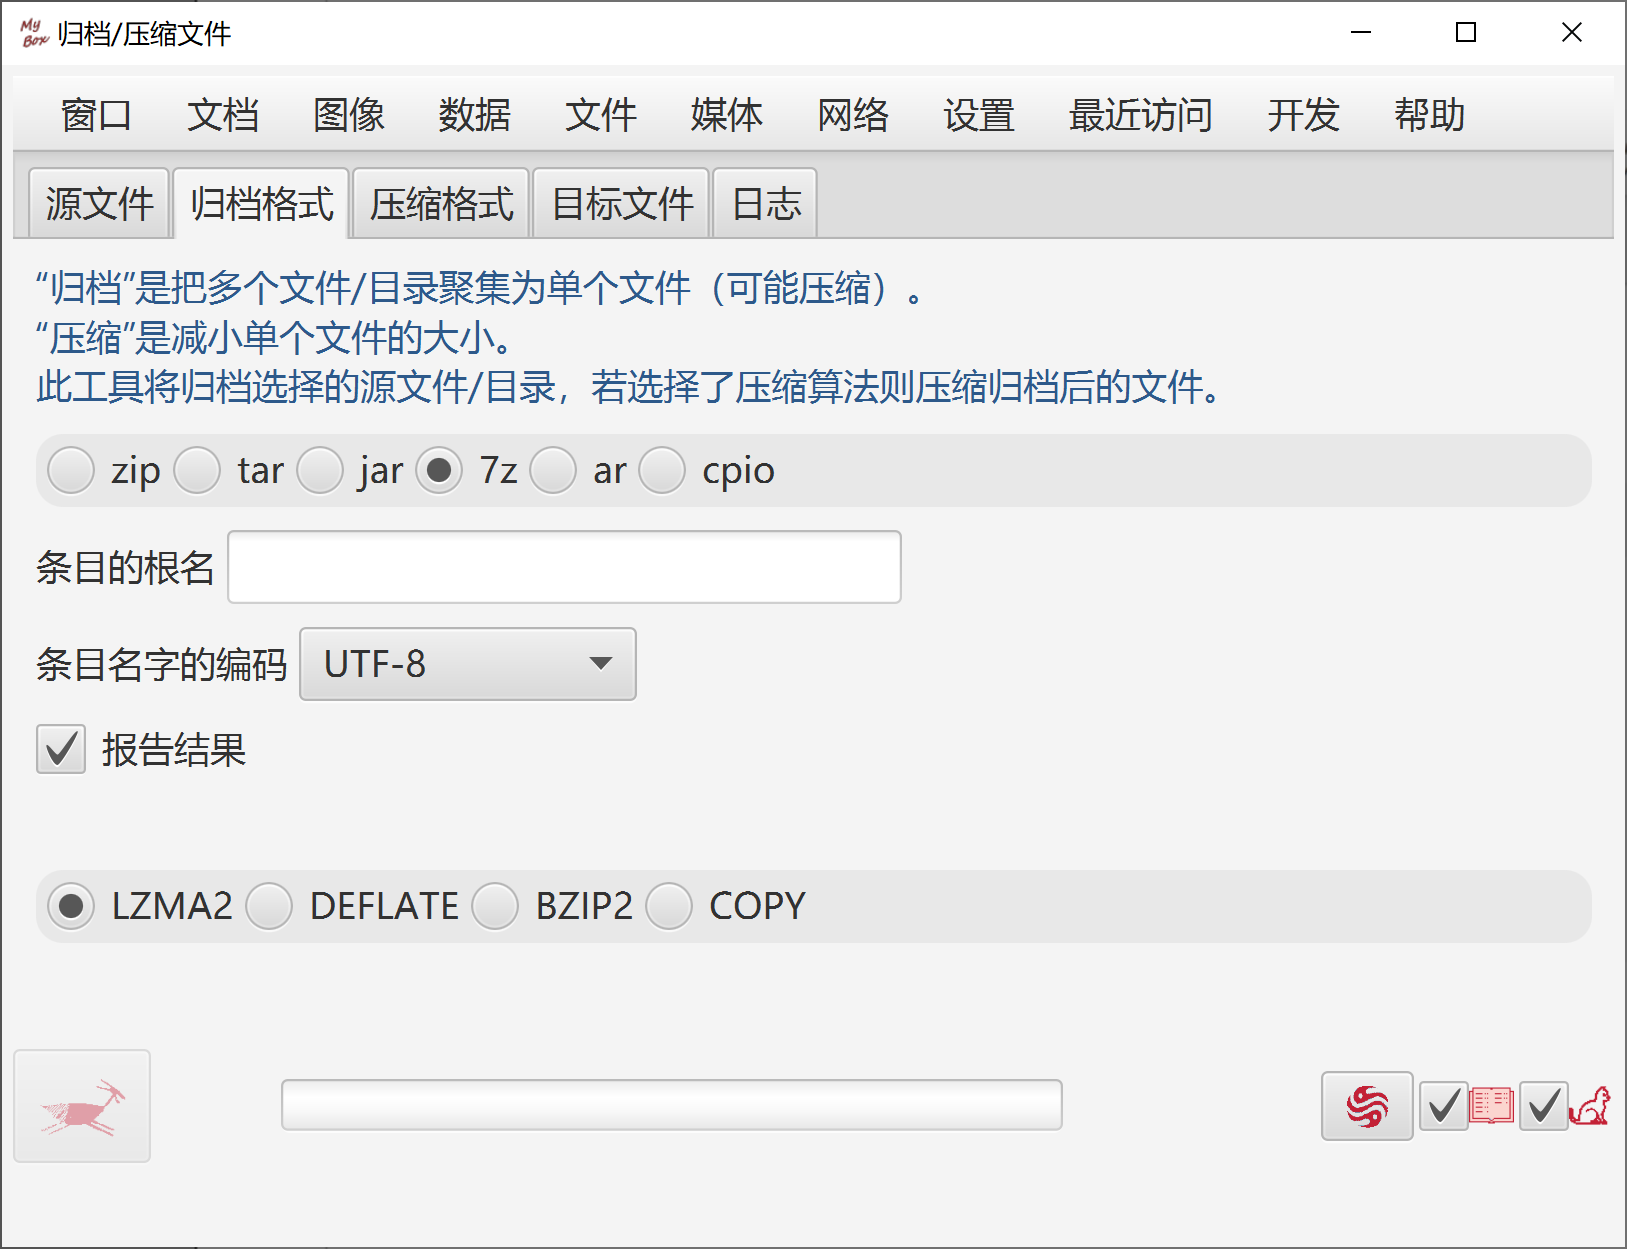 My Box 归档/压缩文件
窗口 文档 图像 数据 文件 媒体 网络 设置 最近访问 开发 帮助
源文件 归档格式 压缩格式 目标文件 日志
“归档”是把多个文件/目录聚集为单个文件（可能压缩）。
“压缩”是减小单个文件的大小。
此工具将归档选择的源文件/目录，若选择了压缩算法则压缩归档后的文件。
zip tar jar 7z ar cpio
条目的根名
条目名字的编码 UTF-8
报告结果
LZMA2 DEFLATE BZIP2 COPY